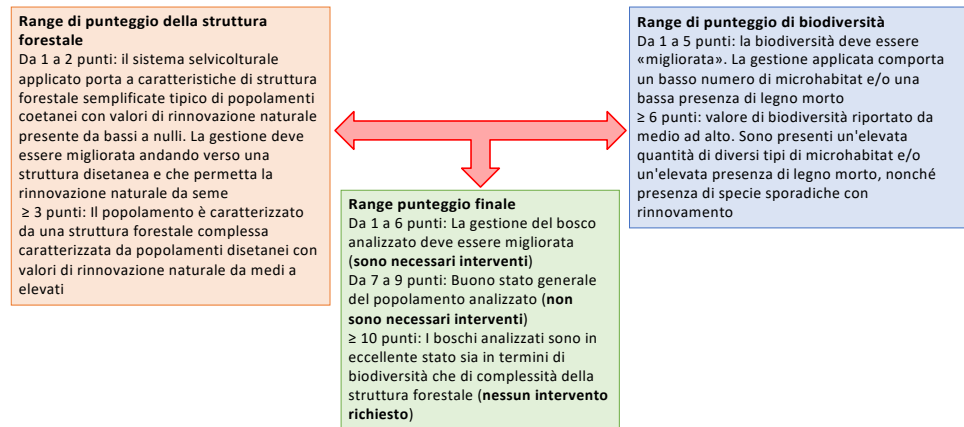 Range di punteggio della struttura
forestale
Da 1 a 2 punti: il sistema selvicolturale
applicato porta a caratteristiche di struttura
forestale semplificate tipico di popolamenti
coetanei con valori di rinnovazione naturale
presente da bassi a nulli. La gestione deve
essere migliorata andando verso una
struttura disetanea e che permetta la
rinnovazione naturale da seme
≥ 3 punti: Il popolamento è caratterizzato
da una struttura forestale complessa
caratterizzata da popolamenti disetanei con
valori di rinnovazione naturale da medi a
elevati
Range di punteggio di biodiversità
Da 1 a 5 punti: la biodiversità deve essere
«migliorata». La gestione applicata comporta
un basso numero di microhabitat e/o una
bassa presenza di legno morto
≥ 6 punti: valore di biodiversità riportato da
medio ad alto. Sono presenti un'elevata
quantità di diversi tipi di microhabitat e/o
un'elevata presenza di legno morto, nonché
presenza di specie sporadiche con
rinnovamento
Range punteggio finale
Da 1 a 6 punti: La gestione del bosco
analizzato deve essere migliorata
(sono necessari interventi)
Da 7 a 9 punti: Buono stato generale
del popolamento analizzato (non
sono necessari interventi)
≥ 10 punti: I boschi analizzati sono in
eccellente stato sia in termini di
biodiversità che di complessità della
struttura forestale (nessun intervento
richiesto)